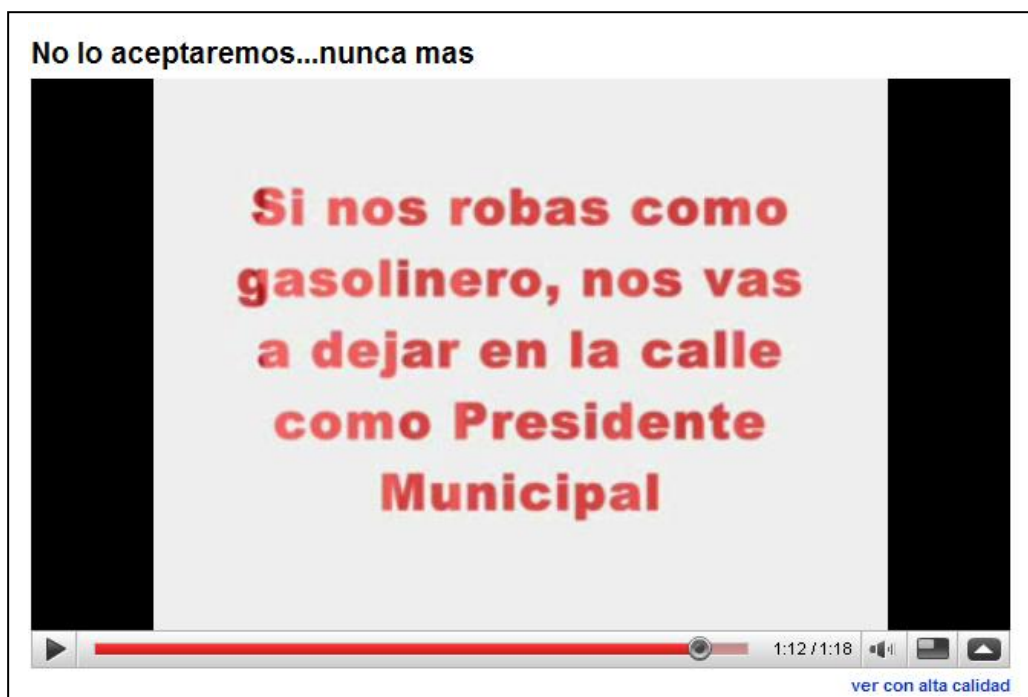 No lo aceptaremos...nunca mas
Si nos robas como
gasolinero, nos vas
a dejar en la calle
como Presidente
Municipal
1:12 / 1:18
ver con alta calidad